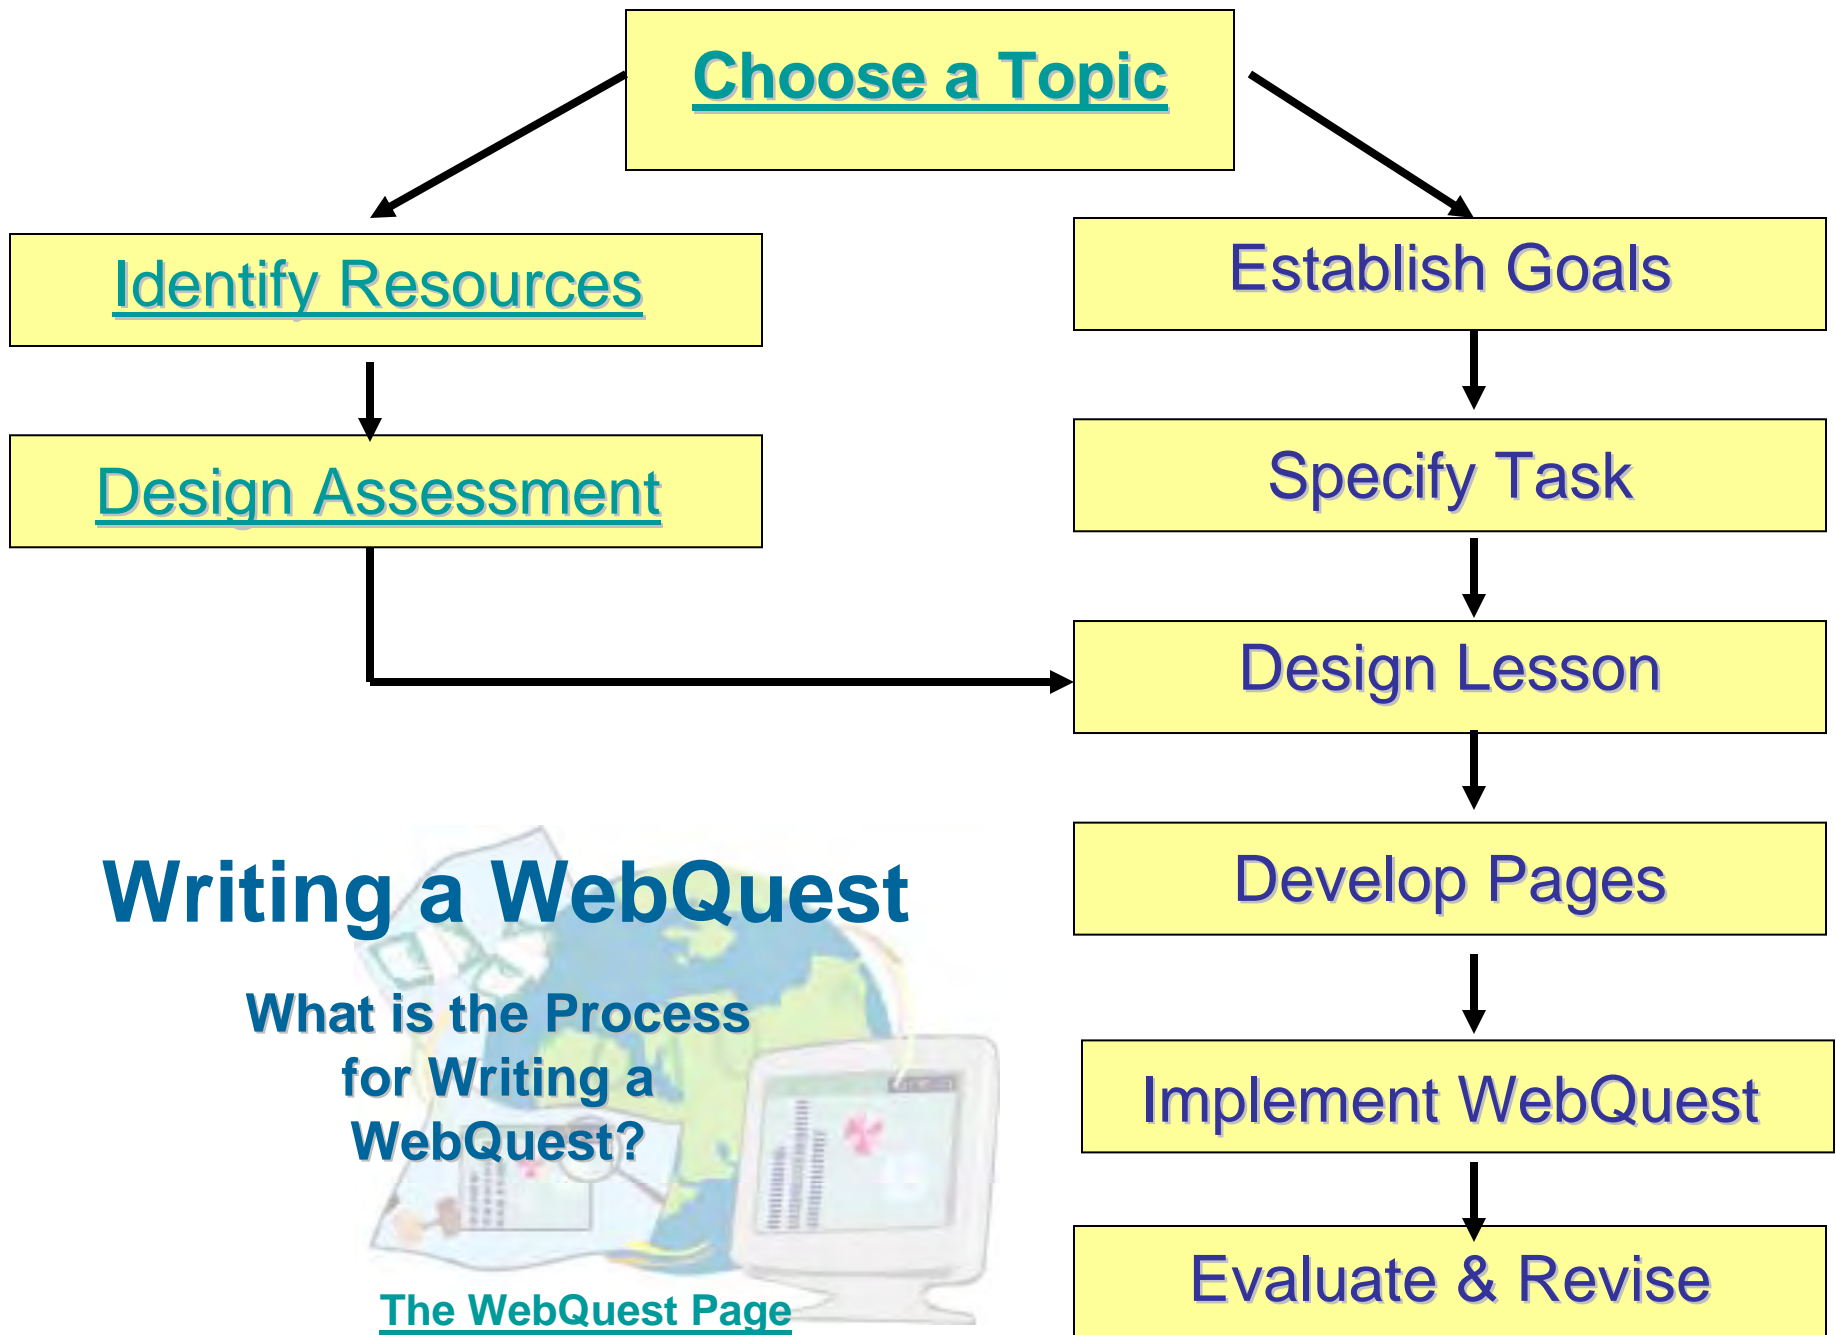 Choose a Topic
Identify Resources
Establish Goals
Design Assessment
Specify Task
Design Lesson
Develop Pages
Implement WebQuest
Evaluate & Revise
Writing a WebQuest
What is the Process
for Writing a
WebQuest?
The WebQuest Page